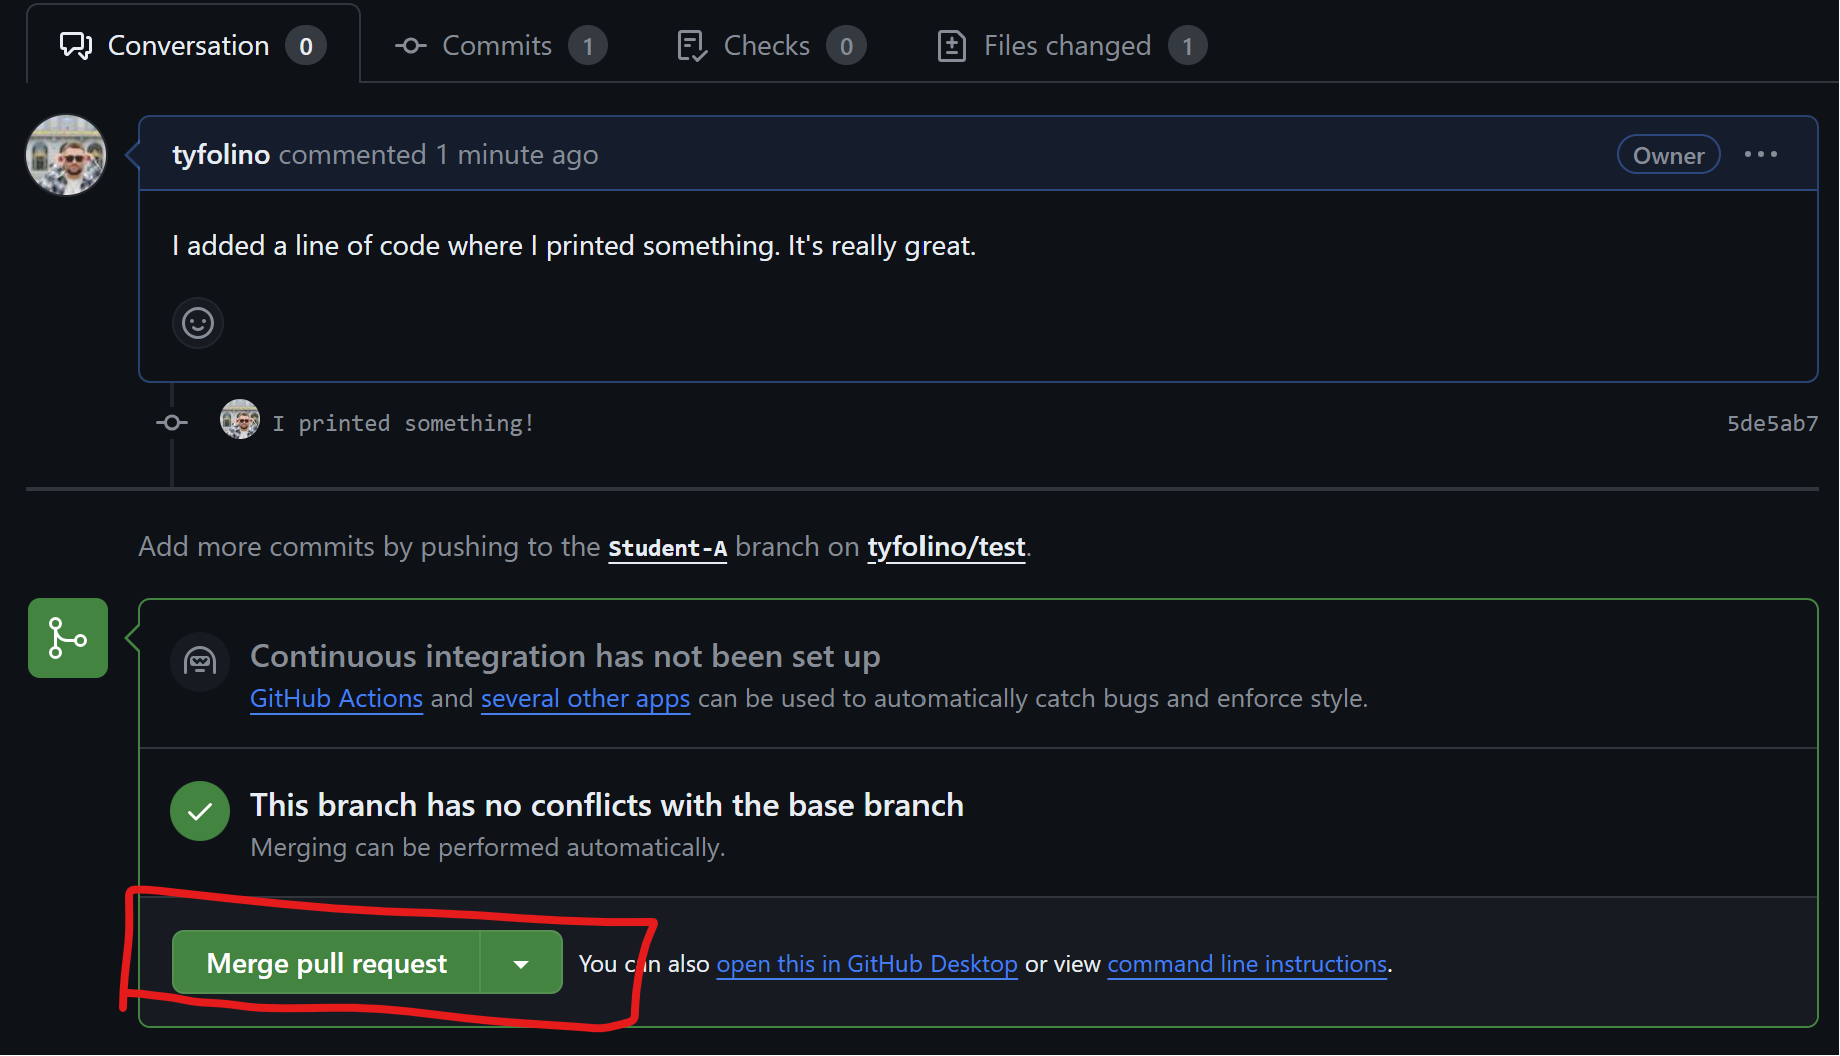 Conversation 0 Commits 1 Checks 0 Files changed 1
tyfolino commented 1 minute ago Owner
I added a line of code where I printed something. It's really great.
I printed something! 5de5ab7
Add more commits by pushing to the Student-A branch on tyfolino/test.
Continuous integration has not been set up
GitHub Actions and several other apps can be used to automatically catch bugs and enforce style.
This branch has no conflicts with the base branch
Merging can be performed automatically.
Merge pull request You can also open this in GitHub Desktop or view command line instructions.